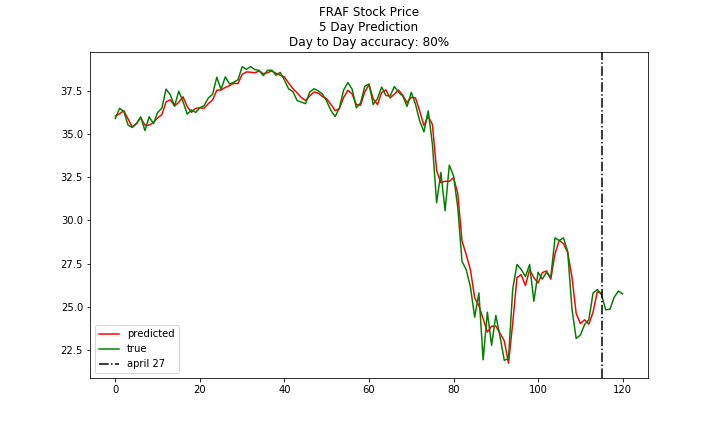 FRAF Stock Price
5 Day Prediction
Day to Day accuracy: 80%
37.5
35.0
32.5
30.0
27.5
25.0
22.5
predicted
true
april 27
0 20 40 60 80 100 120